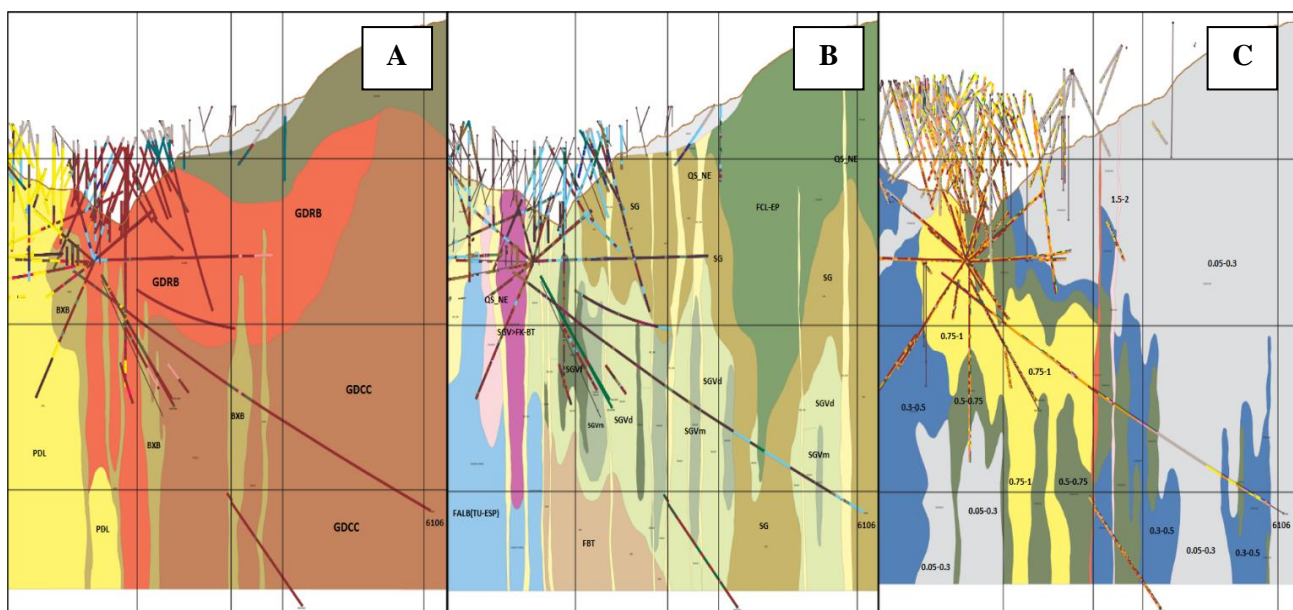 A
GDRB
GDRB
BXB
GDCC
BXB
BXB
PDL
PDL
GDCC
6106
B
QS_NE
QS_NE
SG
FCL-EP
SG
SG
QS_NE
SGV>FK-BT
SGVf
SGVd
SGVm
SGVd
SGVm
SGVd
SGVm
FALB(TU-ESP)
FBT
SG
6106
C
1.5-2
0.05-0.3
0.75-1
0.75-1
0.3-0.5
0.5-0.75
0.75-1
0.5-0.75
0.05-0.3
0.3-0.5
0.05-0.3
0.3-0.5
0.05-0.3
6106